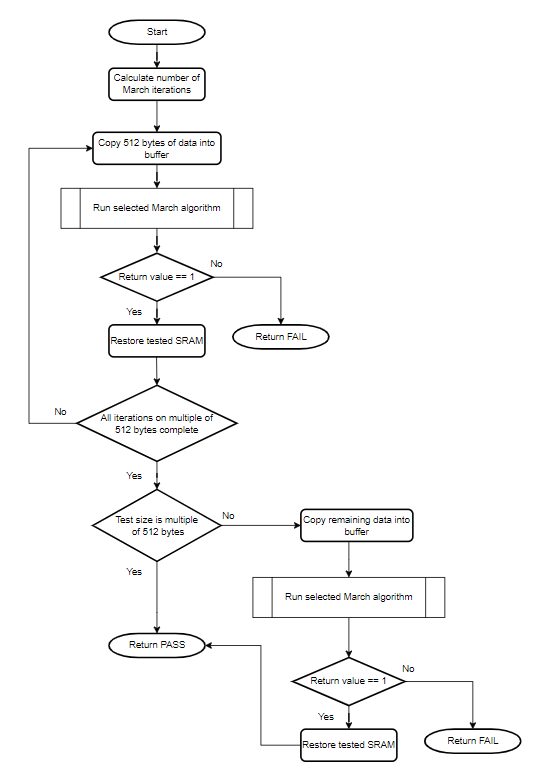 Start
Calculate number of
March iterations
Copy 512 bytes of data into
buffer
Run selected March algorithm
No
Return value == 1
Yes
Restore tested SRAM
Return FAIL
No
All iterations on multiple of
512 bytes complete
Yes
Test size is multiple
of 512 bytes
No
Copy remaining data into
buffer
Yes
Run selected March algorithm
Return PASS
No
Return value == 1
Yes
Restore tested SRAM
Return FAIL